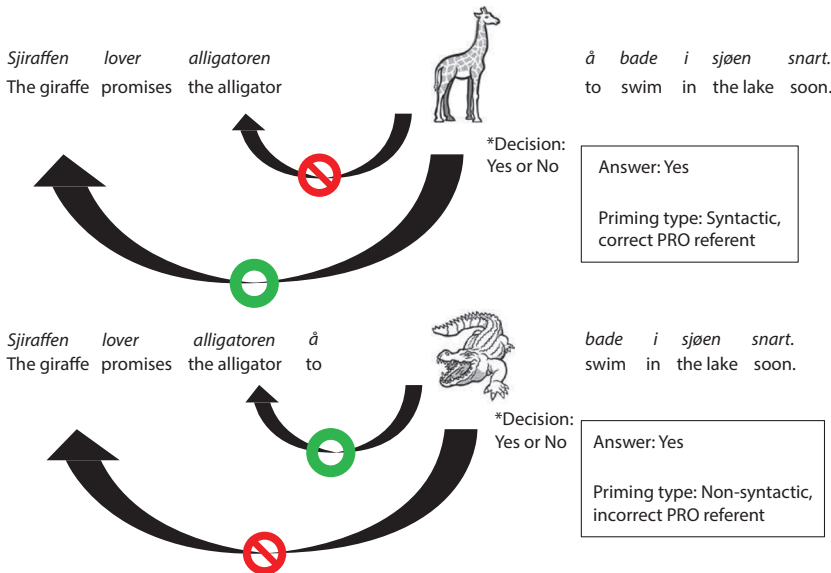 Sjiraffen lover alligatoren å bade i sjøen snart.
The giraffe promises the alligator to swim in the lake soon.
*Decision:
Yes or No
Answer: Yes
Priming type: Syntactic,
correct PRO referent
Sjiraffen lover alligatoren å bade i sjøen snart.
The giraffe promises the alligator to swim in the lake soon.
*Decision:
Yes or No
Answer: Yes
Priming type: Non-syntactic,
incorrect PRO referent